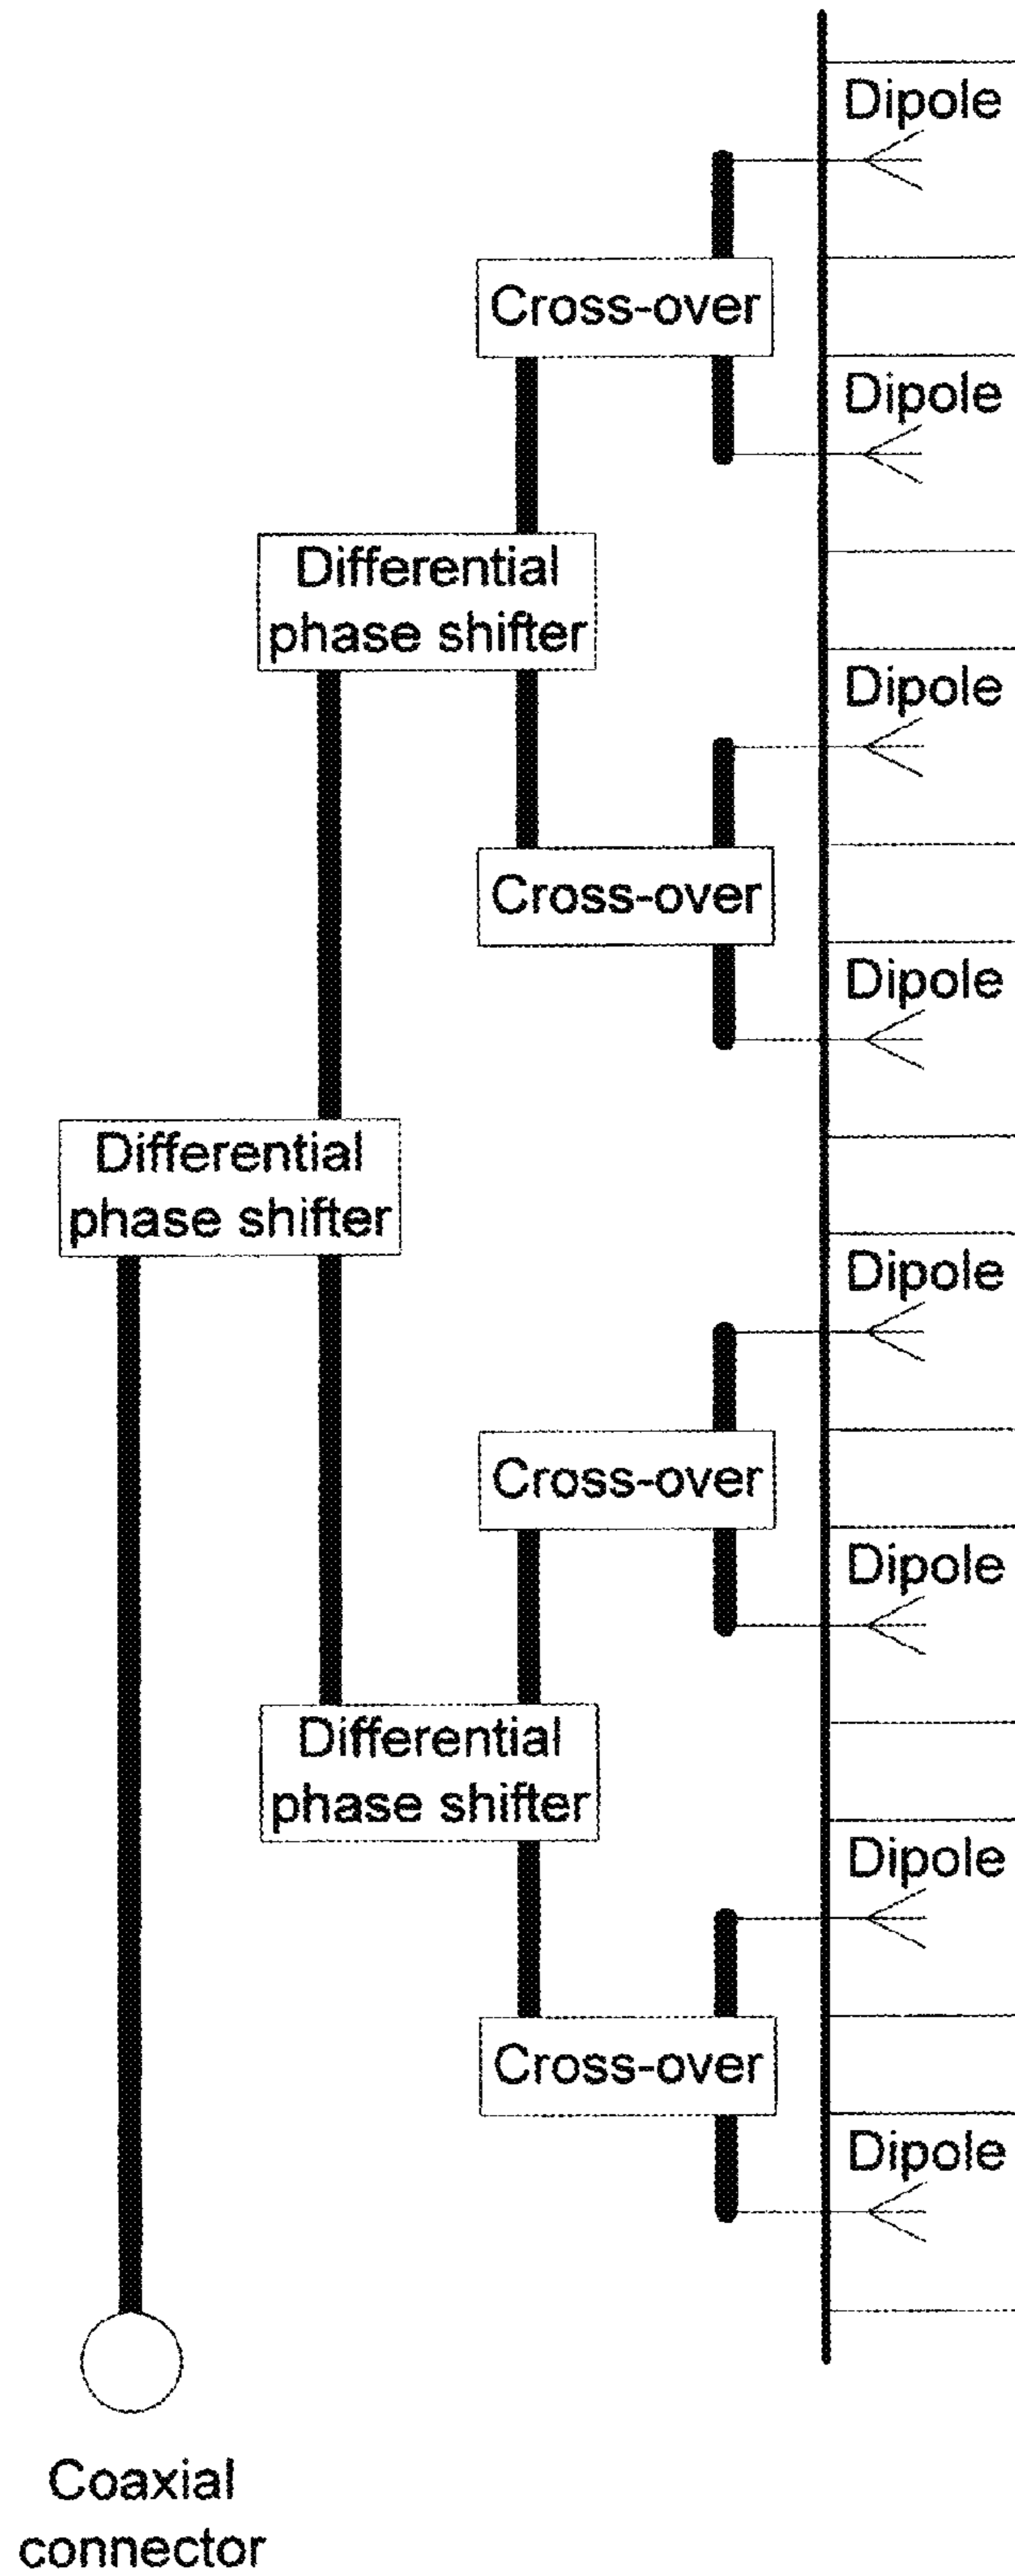 Dipole
Cross-over
Dipole
Differential
phase shifter
Dipole
Cross-over
Dipole
Differential
phase shifter
Dipole
Cross-over
Dipole
Differential
phase shifter
Dipole
Cross-over
Dipole
Coaxial
connector